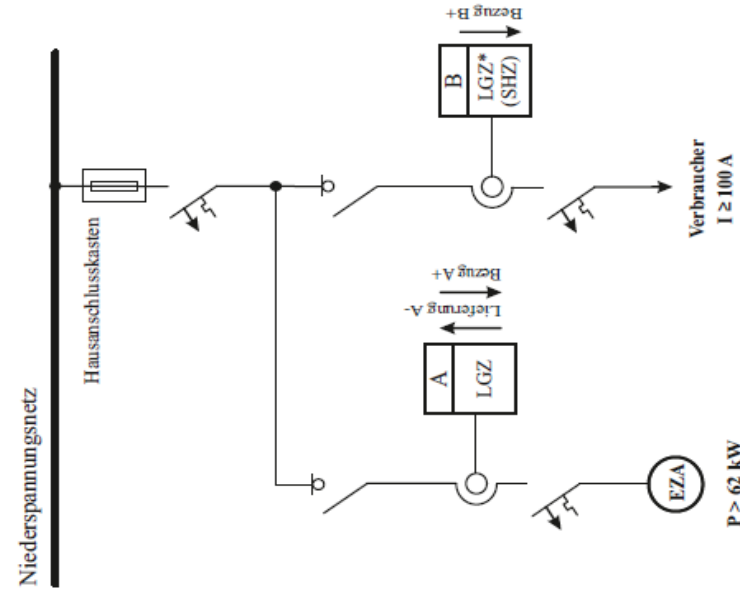 Niederspannungsnetz
Hausanschlusskasten
B
LGZ*
(SHZ)
Bezug B+
A
LGZ
Lieferung A-
Bezug A+
EZA
P > 62 kW
Verbraucher
I ≥ 100 A